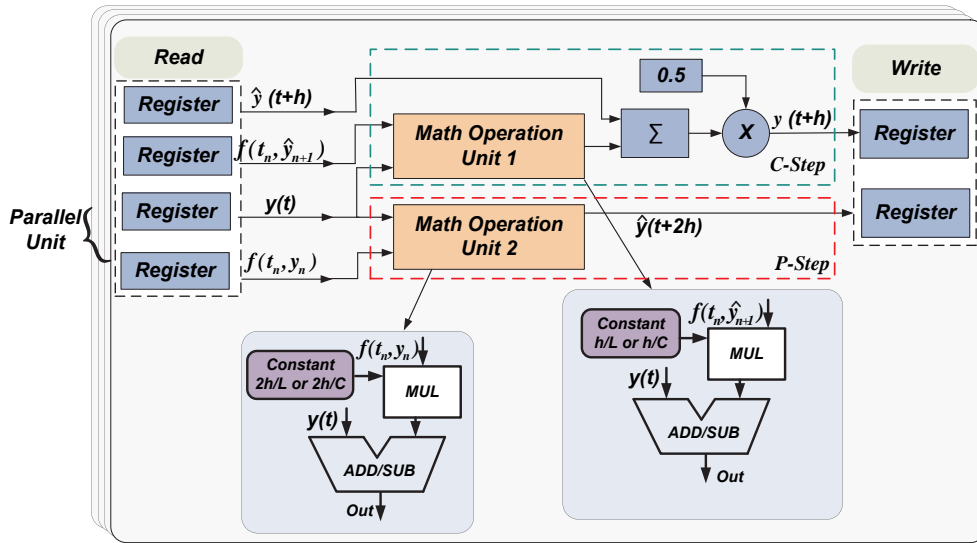 Read
Write
Register
ŷ (t+h)
Register
f(tₙ, ŷₙ₊₁)
Register
y(t)
Register
f(tₙ, yₙ)
Parallel
Unit
Math Operation
Unit 1
Σ
0.5
X
y (t+h)
C-Step
Math Operation
Unit 2
ŷ(t+2h)
P-Step
Register
Register
Constant
2h/L or 2h/C
f(tₙ, yₙ)
MUL
y(t)
ADD/SUB
Out
Constant
h/L or h/C
f(tₙ, ŷₙ₊₁)
MUL
y(t)
ADD/SUB
Out